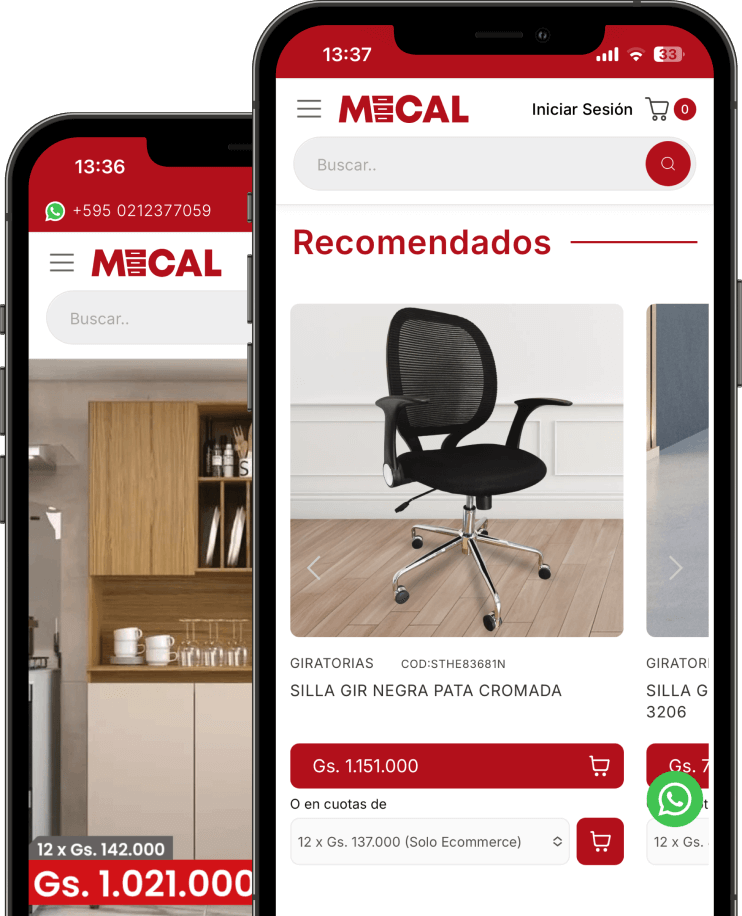 13:36
+595 0212377059
MECAL
Buscar..
12 x Gs. 142.000
Gs. 1.021.000
13:37
33
MECAL
Iniciar Sesión
0
Buscar..
Recomendados
GIRATORIAS COD:STHE83681N
SILLA GIR NEGRA PATA CROMADA
Gs. 1.151.000
O en cuotas de
12 x Gs. 137.000 (Solo Ecommerce)
GIRATORI
SILLA G
3206
Gs. 7
12 x Gs.